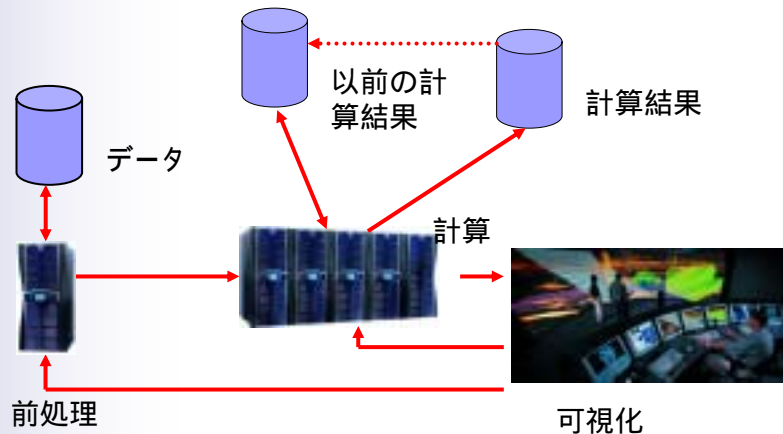 以前の計
算結果
計算結果
データ
計算
前処理
可視化